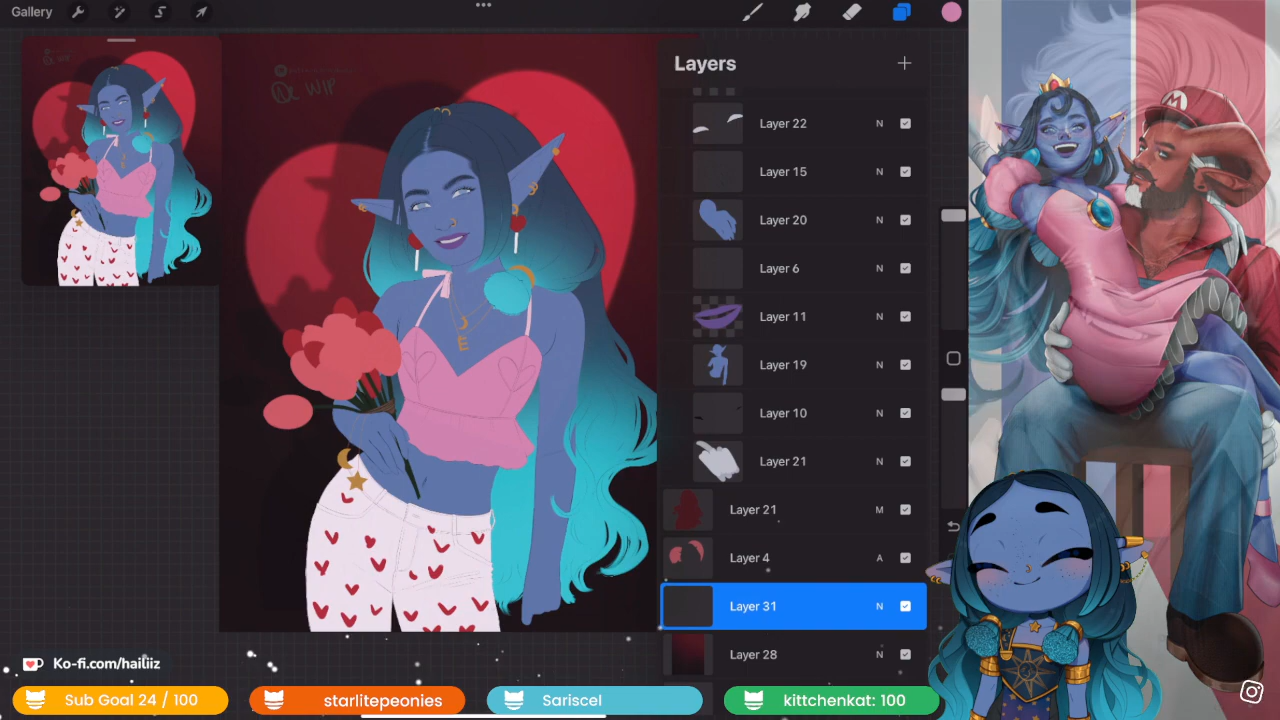 Gallery
Layers
WIP
Layer 22 N
Layer 15 N
Layer 20 N
Layer 6 N
Layer 11 N
Layer 19 N
Layer 10 N
Layer 21 N
Layer 21 M
Layer 4 A
Layer 31 N
Layer 28 N
E
M
Ko-fi.com/hailiiz
Sub Goal 24 / 100
starlitepeonies
Sariscel
kittchenkat: 100